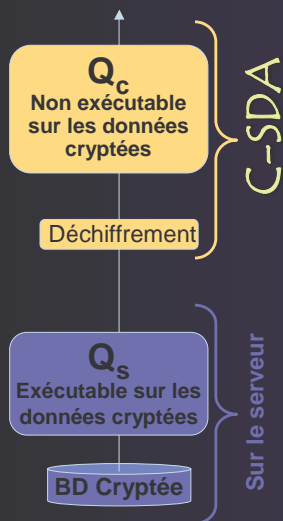 Qc
Non exécutable
sur les données
cryptées
C-SDA
Déchiffrement
Qs
Exécutable sur les
données cryptées
Sur le serveur
BD Cryptée